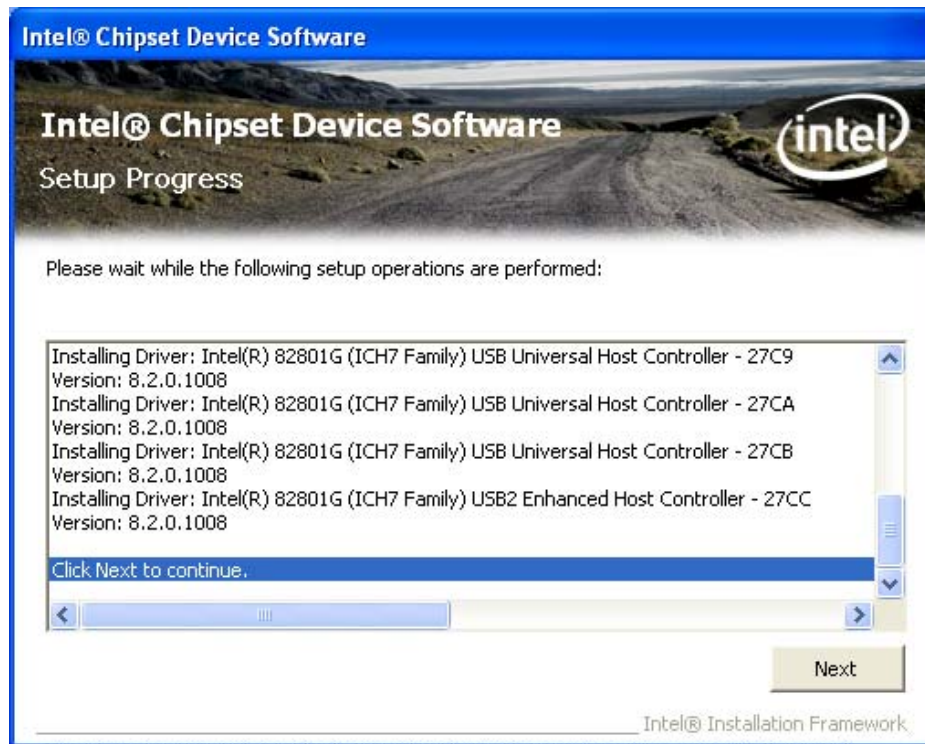 Intel® Chipset Device Software
Intel® Chipset Device Software
intel
Setup Progress
Please wait while the following setup operations are performed:
Installing Driver: Intel(R) 82801G (ICH7 Family) USB Universal Host Controller - 27C9
Version: 8.2.0.1008
Installing Driver: Intel(R) 82801G (ICH7 Family) USB Universal Host Controller - 27CA
Version: 8.2.0.1008
Installing Driver: Intel(R) 82801G (ICH7 Family) USB Universal Host Controller - 27CB
Version: 8.2.0.1008
Installing Driver: Intel(R) 82801G (ICH7 Family) USB2 Enhanced Host Controller - 27CC
Version: 8.2.0.1008
Click Next to continue.
Next
Intel® Installation Framework